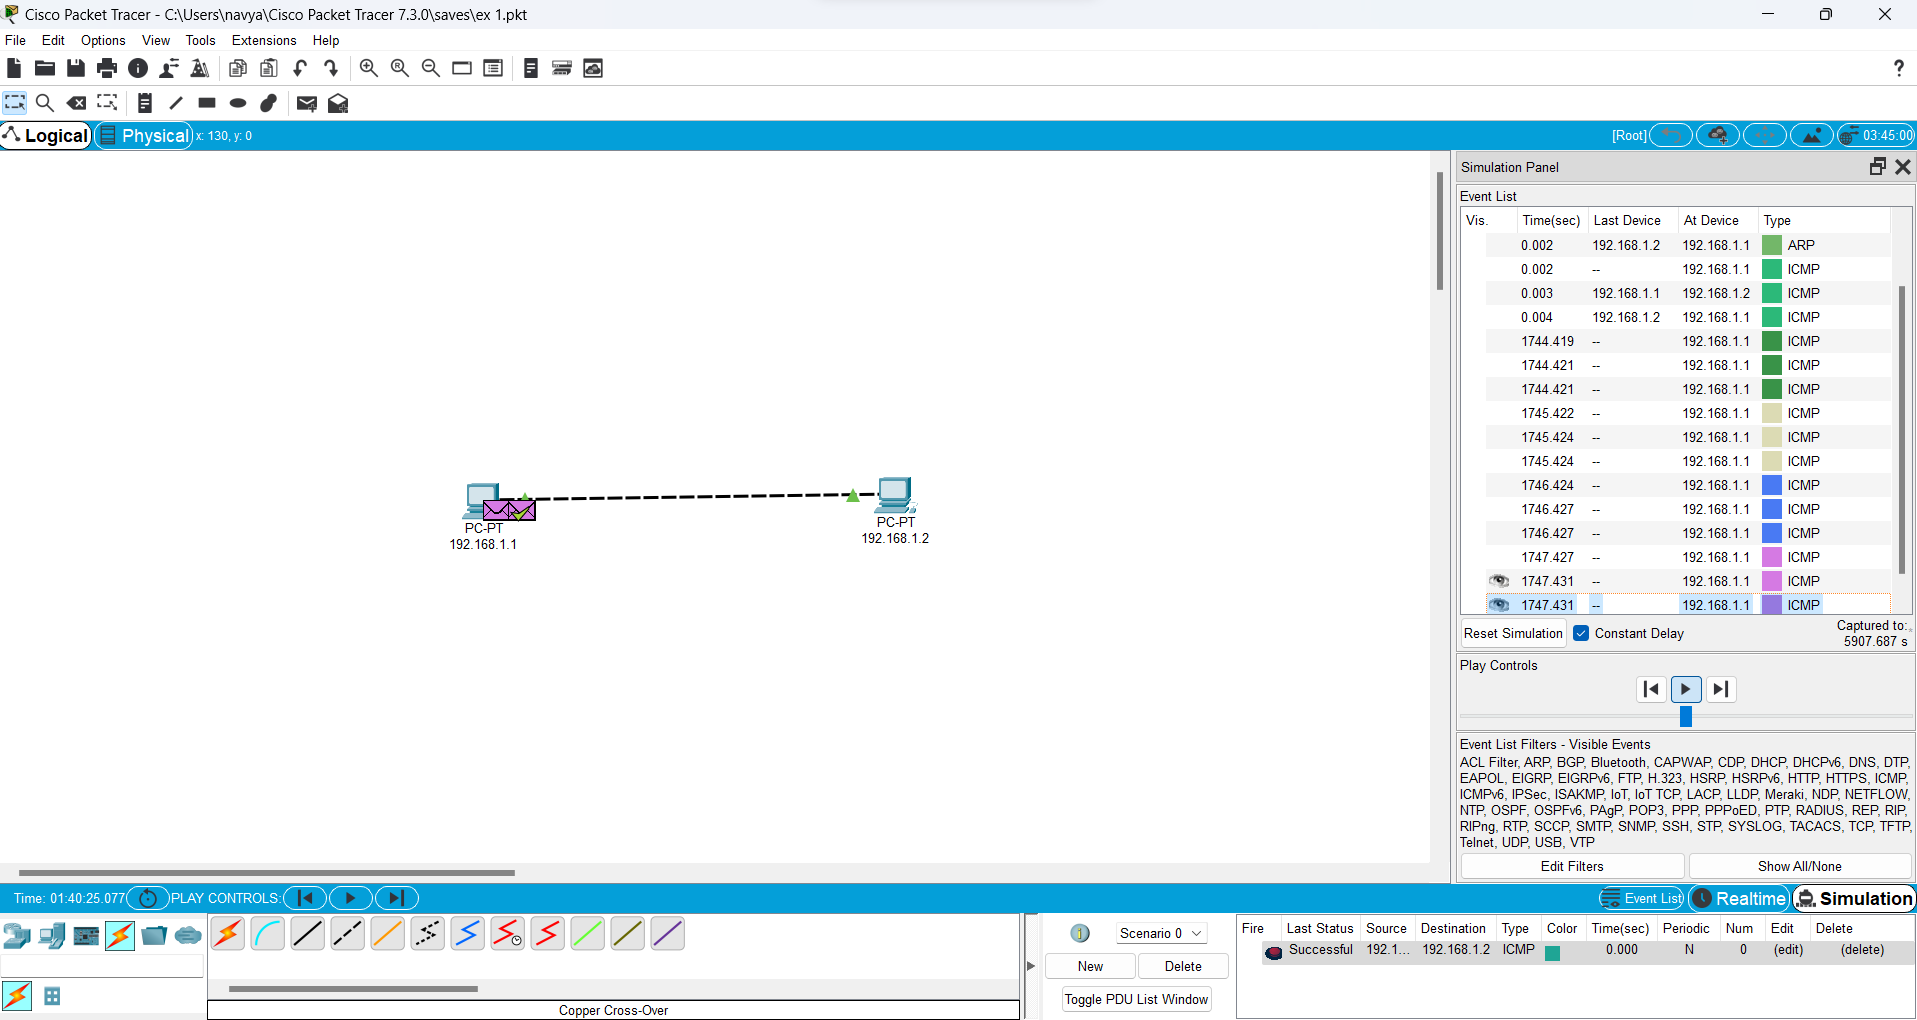 Cisco Packet Tracer - C:\Users\navya\Cisco Packet Tracer 7.3.0\saves\ex 1.pkt
File Edit Options View Tools Extensions Help
?
Logical Physical x: 130, y: 0 [Root] 03:45:00
Simulation Panel
Event List
Vis. Time(sec) Last Device At Device Type
0.002 192.168.1.2 192.168.1.1 ARP
0.002 -- 192.168.1.1 ICMP
0.003 192.168.1.1 192.168.1.2 ICMP
0.004 192.168.1.2 192.168.1.1 ICMP
1744.419 -- 192.168.1.1 ICMP
1744.421 -- 192.168.1.1 ICMP
1744.421 -- 192.168.1.1 ICMP
1745.422 -- 192.168.1.1 ICMP
1745.424 -- 192.168.1.1 ICMP
1745.424 -- 192.168.1.1 ICMP
1746.424 -- 192.168.1.1 ICMP
1746.427 -- 192.168.1.1 ICMP
1746.427 -- 192.168.1.1 ICMP
1747.427 -- 192.168.1.1 ICMP
1747.431 -- 192.168.1.1 ICMP
1747.431 -- 192.168.1.1 ICMP
PC-PT
192.168.1.1
PC-PT
192.168.1.2
Reset Simulation Constant Delay Captured to:
5907.687 s
Play Controls
Event List Filters - Visible Events
ACL Filter, ARP, BGP, Bluetooth, CAPWAP, CDP, DHCP, DHCPv6, DNS, DTP,
EAPOL, EIGRP, EIGRPv6, FTP, H.323, HSRP, HSRPv6, HTTP, HTTPS, ICMP,
ICMPv6, IPSec, ISAKMP, IoT, IoT TCP, LACP, LLDP, Meraki, NDP, NETFLOW,
NTP, OSPF, OSPFv6, PAgP, POP3, PPP, PPPoED, PTP, RADIUS, REP, RIP,
RIPng, RTP, SCCP, SMTP, SNMP, SSH, STP, SYSLOG, TACACS, TCP, TFTP,
Telnet, UDP, USB, VTP
Edit Filters Show All/None
Time: 01:40:25.077 PLAY CONTROLS: Event List Realtime Simulation
Scenario 0
New Delete
Toggle PDU List Window
Fire Last Status Source Destination Type Color Time(sec) Periodic Num Edit Delete
Successful 192.1... 192.168.1.2 ICMP 0.000 N 0 (edit) (delete)
Copper Cross-Over